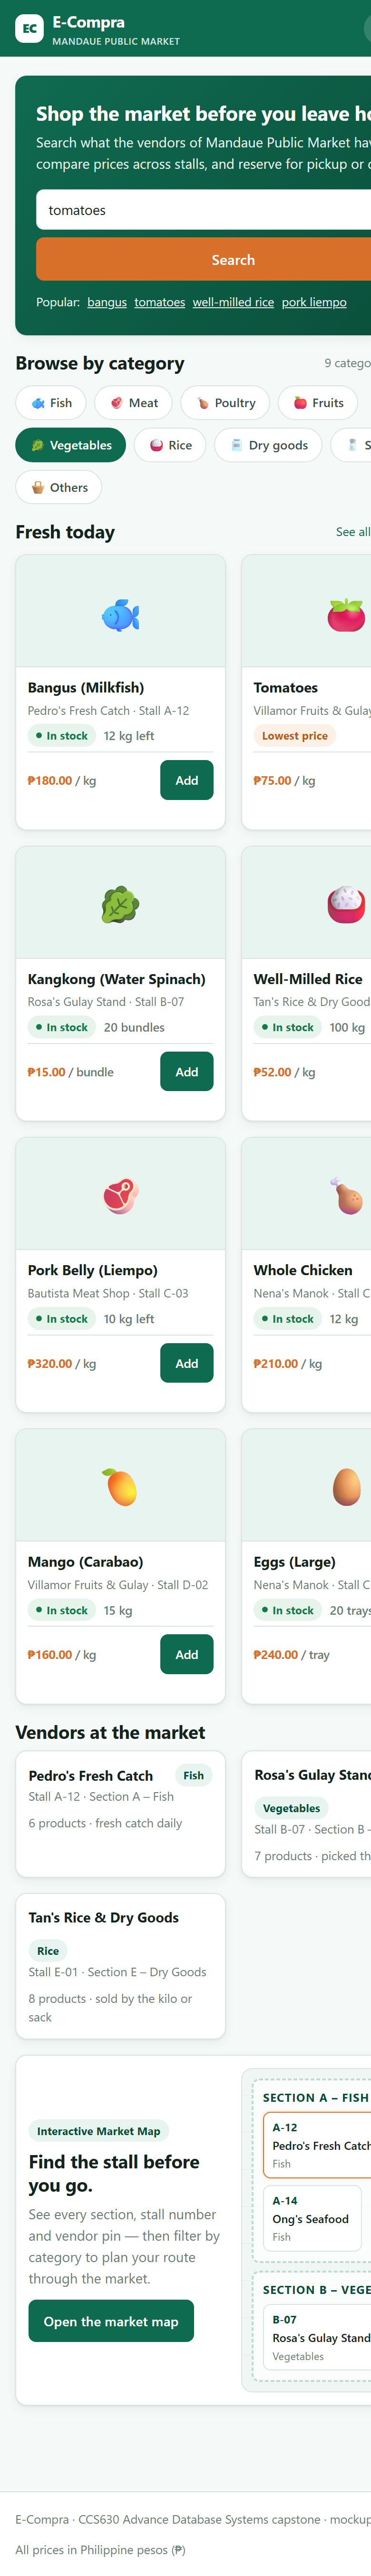 EC
E-Compra
MANDAUE PUBLIC MARKET
Shop the market before you leave
Search what the vendors of Mandaue Public Market
compare prices across stalls, and reserve for pickup or
tomatoes
Search
Popular: bangus tomatoes well-milled rice pork liempo
Browse by category
9
Fish
Meat
Poultry
Fruits
Vegetables
Rice
Dry goods
Others
Fresh today
See all
Bangus (Milkfish)
Pedro's Fresh Catch · Stall A-12
In stock
12 kg left
₱180.00 / kg
Add
Tomatoes
Villamor Fruits & Gulay
Lowest price
₱75.00 / kg
Kangkong (Water Spinach)
Rosa's Gulay Stand · Stall B-07
In stock
20 bundles
₱15.00 / bundle
Add
Well-Milled Rice
Tan's Rice & Dry Good
In stock
100 kg
₱52.00 / kg
Pork Belly (Liempo)
Bautista Meat Shop · Stall C-03
In stock
10 kg left
₱320.00 / kg
Add
Whole Chicken
Nena's Manok · Stall C
In stock
12 kg
₱210.00 / kg
Mango (Carabao)
Villamor Fruits & Gulay · Stall D-02
In stock
15 kg
₱160.00 / kg
Add
Eggs (Large)
Nena's Manok · Stall C
In stock
20 trays
₱240.00 / tray
Vendors at the market
Pedro's Fresh Catch
Fish
Stall A-12 · Section A – Fish
6 products · fresh catch daily
Rosa's Gulay Stand
Vegetables
Stall B-07 · Section B –
7 products · picked
Tan's Rice & Dry Goods
Rice
Stall E-01 · Section E – Dry Goods
8 products · sold by the kilo or
sack
Interactive Market Map
Find the stall before
you go.
See every section, stall number
and vendor pin — then filter by
category to plan your route
through the market.
Open the market map
SECTION A – FISH
A-12
Pedro's Fresh Catch
Fish
A-14
Ong's Seafood
Fish
SECTION B – VEGE
B-07
Rosa's Gulay Stand
Vegetables
E-Compra · CCS630 Advance Database Systems capstone · mockup
All prices in Philippine pesos (₱)